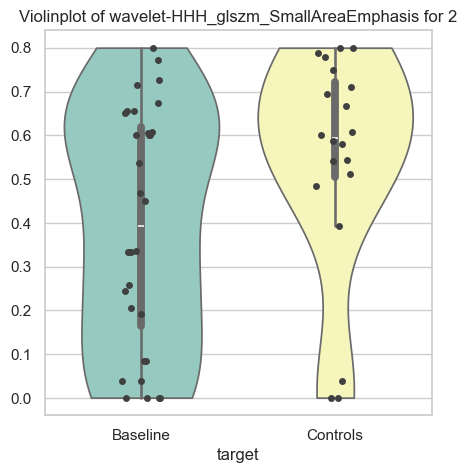 Violinplot of wavelet-HHH_glszm_SmallAreaEmphasis for 2
0.8
0.7
0.6
0.5
0.4
0.3
0.2
0.1
0.0
Baseline
Controls
target